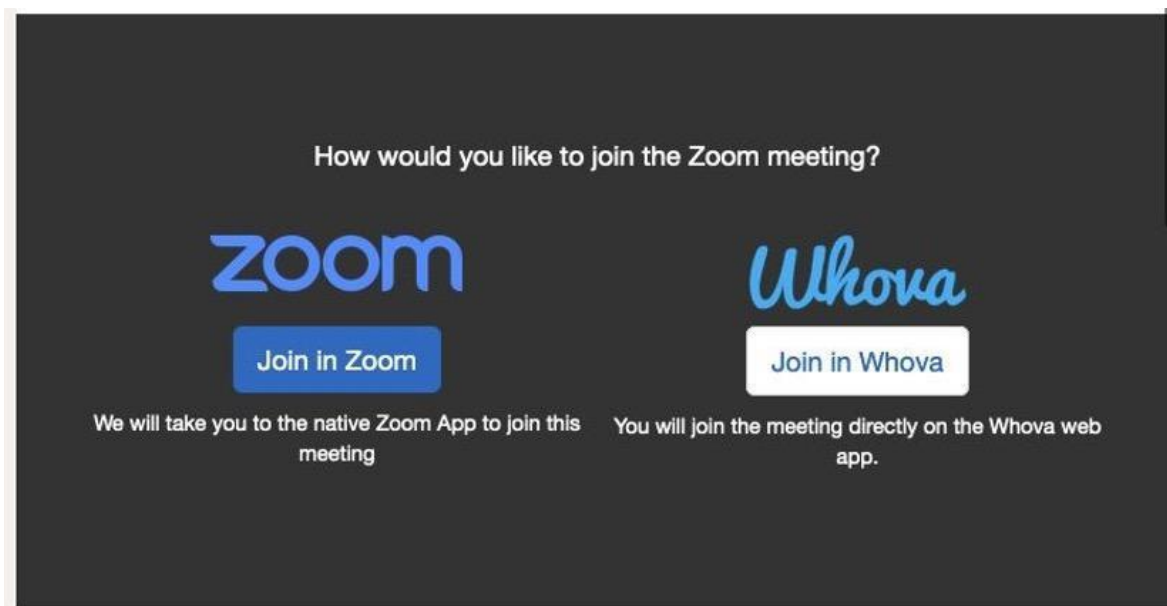 How would you like to join the Zoom meeting?
zoom
Whova
Join in Zoom
Join in Whova
We will take you to the native Zoom App to join this
meeting
You will join the meeting directly on the Whova web
app.